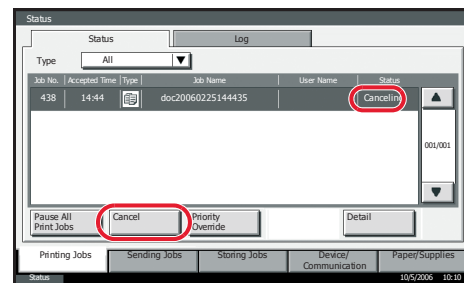 Status
Status Log
Type All
Job No. Accepted Time Type Job Name User Name Status
438 14:44 doc20060225144435 Canceling
001/001
Pause All
Print Jobs
Cancel
Priority
Override
Detail
Printing Jobs Sending Jobs Storing Jobs Device/
Communication
Paper/Supplies
Status 10/5/2006 10:10